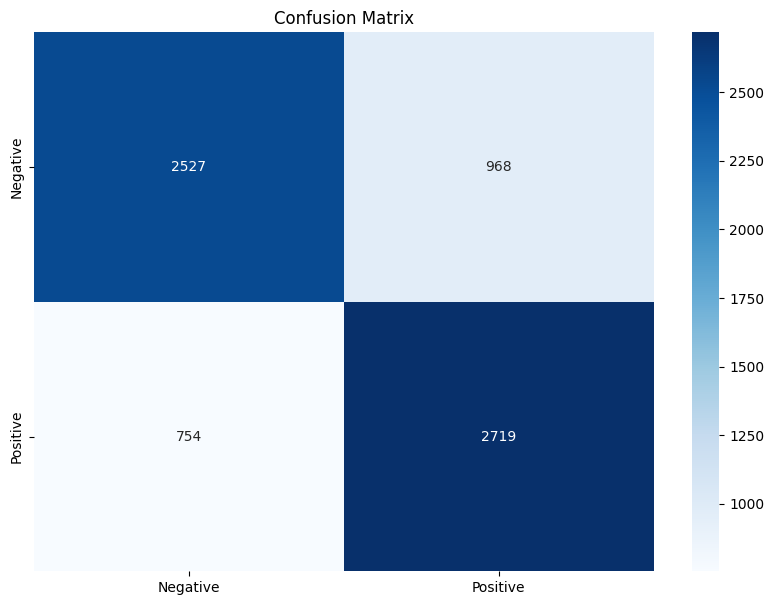 Confusion Matrix
Negative
2527
968
Positive
754
2719
Negative
Positive
2500
2250
2000
1750
1500
1250
1000